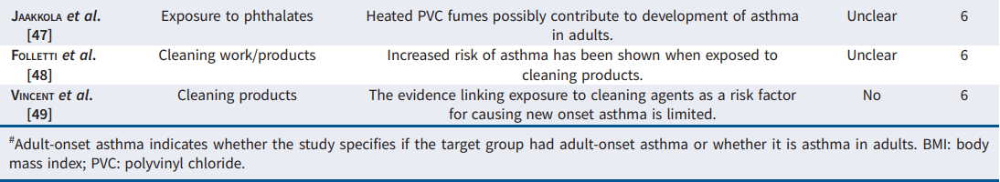 JAAKKOLA et al. Exposure to phthalates Heated PVC fumes possibly contribute to development of asthma Unclear 6
[47] in adults.
FOLLETTI et al. Cleaning work/products Increased risk of asthma has been shown when exposed to Unclear 6
[48] cleaning products.
VINCENT et al. Cleaning products The evidence linking exposure to cleaning agents as a risk factor No 6
[49] for causing new onset asthma is limited.
#Adult-onset asthma indicates whether the study specifies if the target group had adult-onset asthma or whether it is asthma in adults. BMI: body
mass index; PVC: polyvinyl chloride.